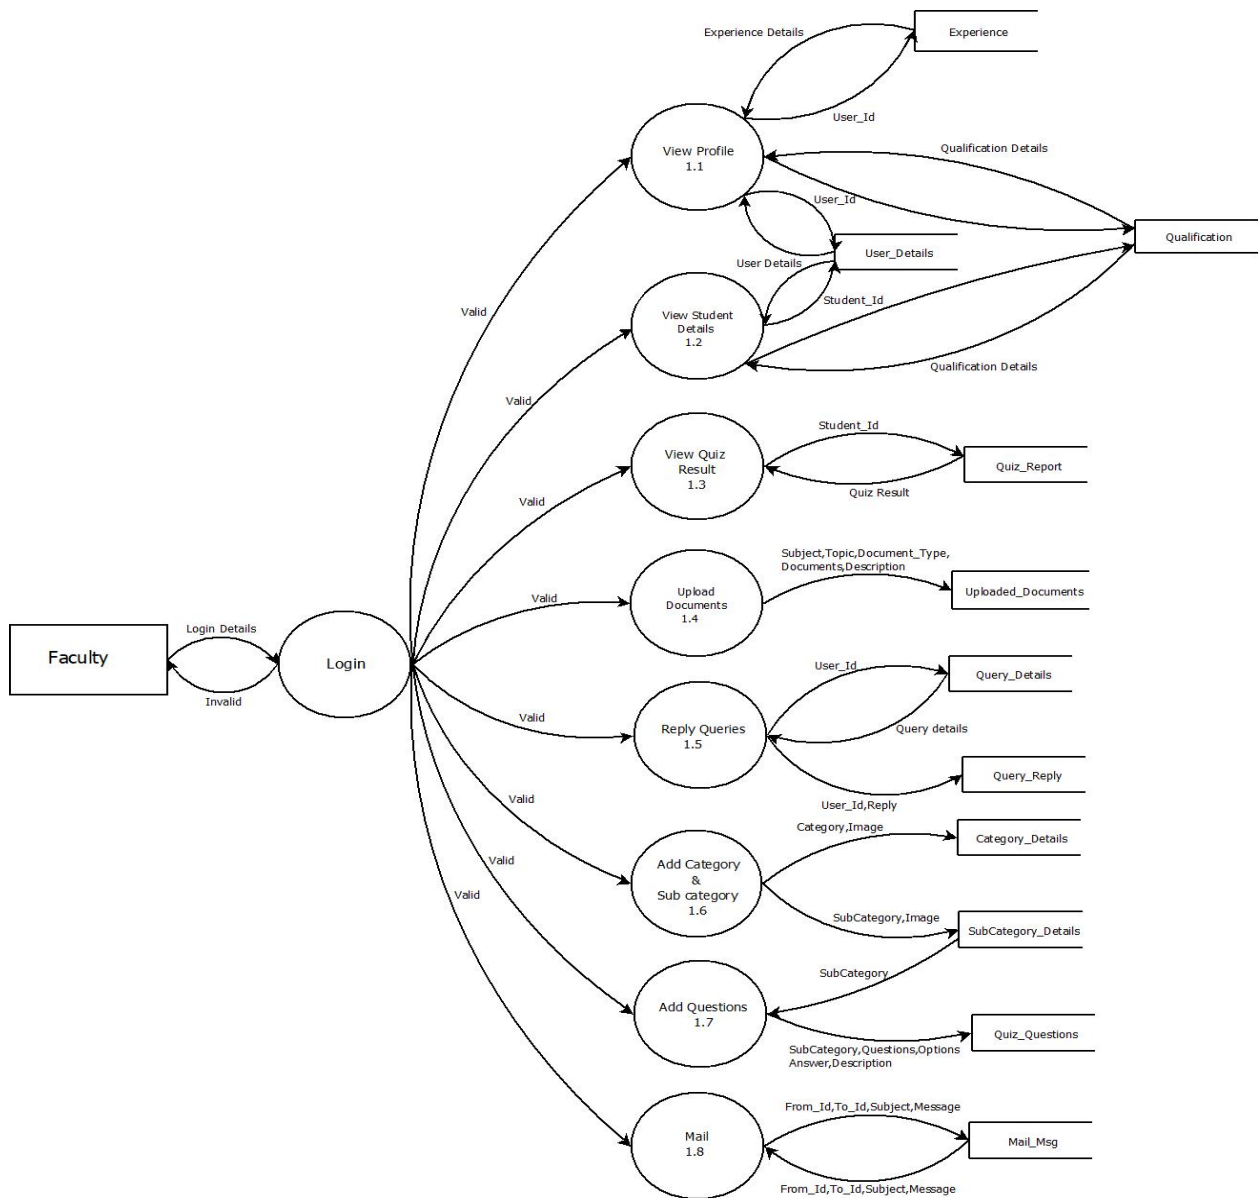 Experience Details
Experience
User_Id
View Profile
1.1
Qualification Details
User_Id
Qualification
User_Details
User Details
Student_Id
Valid
View Student
Details
1.2
Qualification Details
Valid
Student_Id
View Quiz
Result
1.3
Quiz_Report
Quiz Result
Valid
Subject,Topic,Document_Type,
Documents,Description
Upload
Documents
1.4
Uploaded_Documents
Valid
Login Details
Faculty
Login
Invalid
User_Id
Query_Details
Valid
Reply Queries
1.5
Query details
Query_Reply
User_Id,Reply
Valid
Category,Image
Category_Details
Add Category
&
Sub category
1.6
Valid
SubCategory,Image
SubCategory_Details
Valid
SubCategory
Add Questions
1.7
Quiz_Questions
SubCategory,Questions,Options
Answer,Description
From_Id,To_Id,Subject,Message
Mail
1.8
Mail_Msg
From_Id,To_Id,Subject,Message